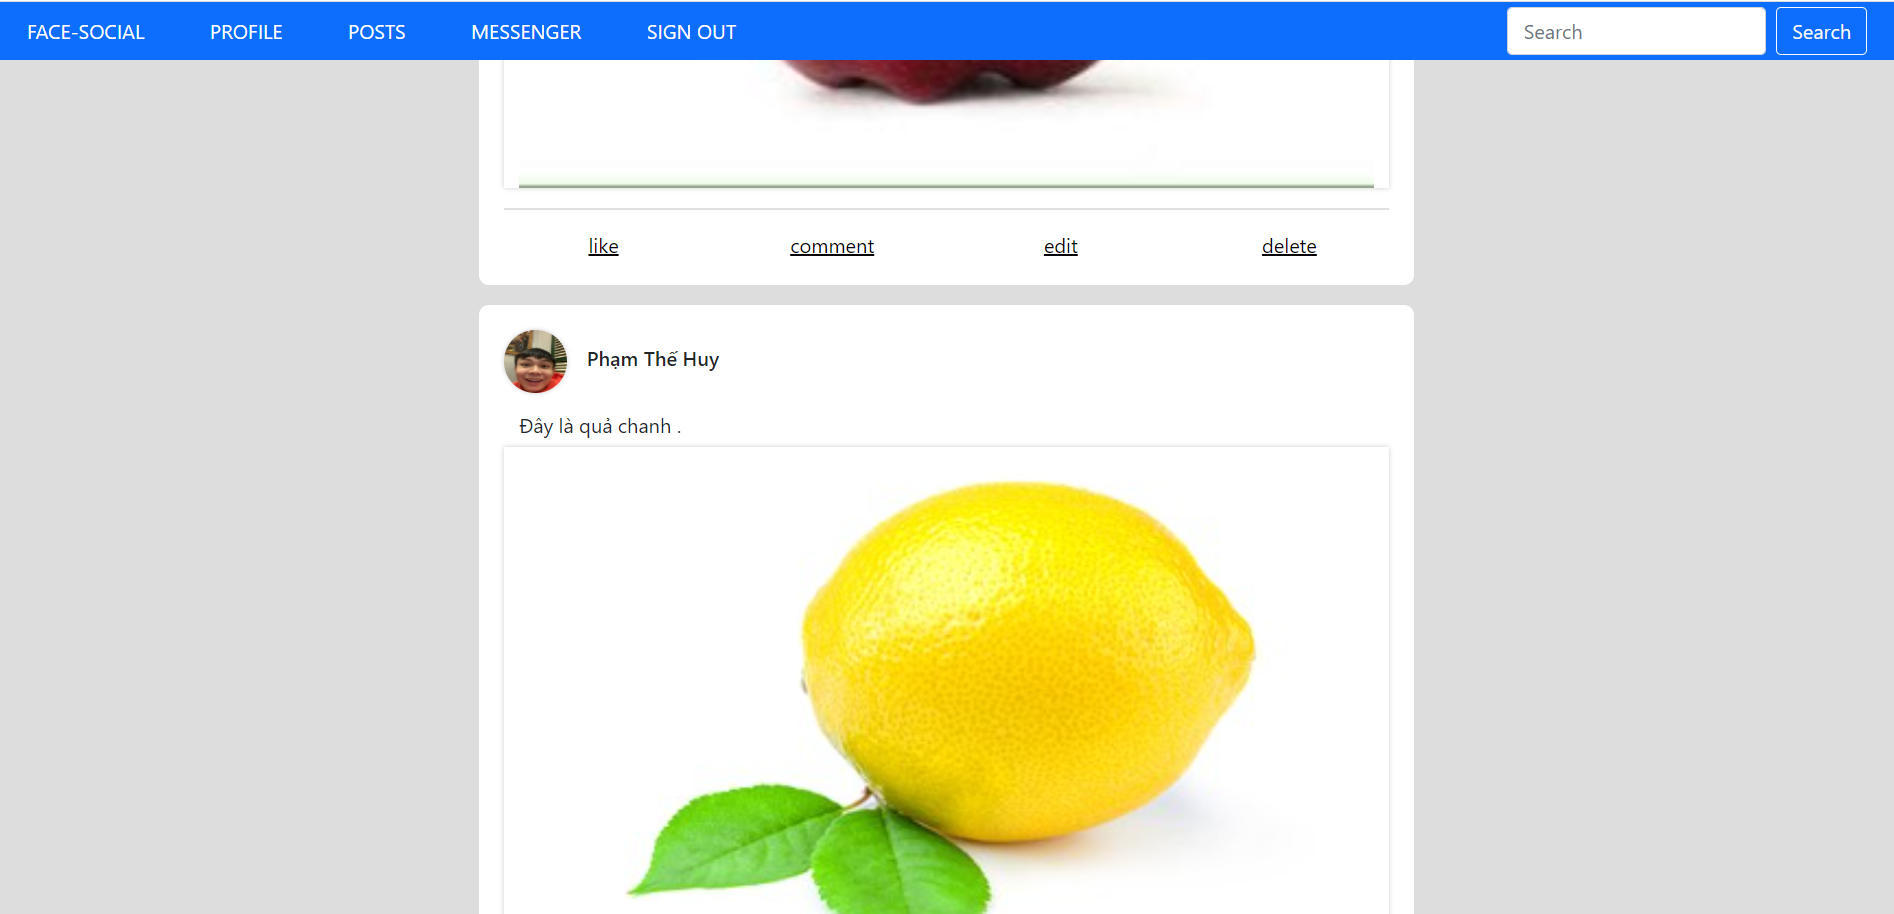 FACE-SOCIAL PROFILE POSTS MESSENGER SIGN OUT Search Search
like comment edit delete
Phạm Thế Huy
Đây là quả chanh .